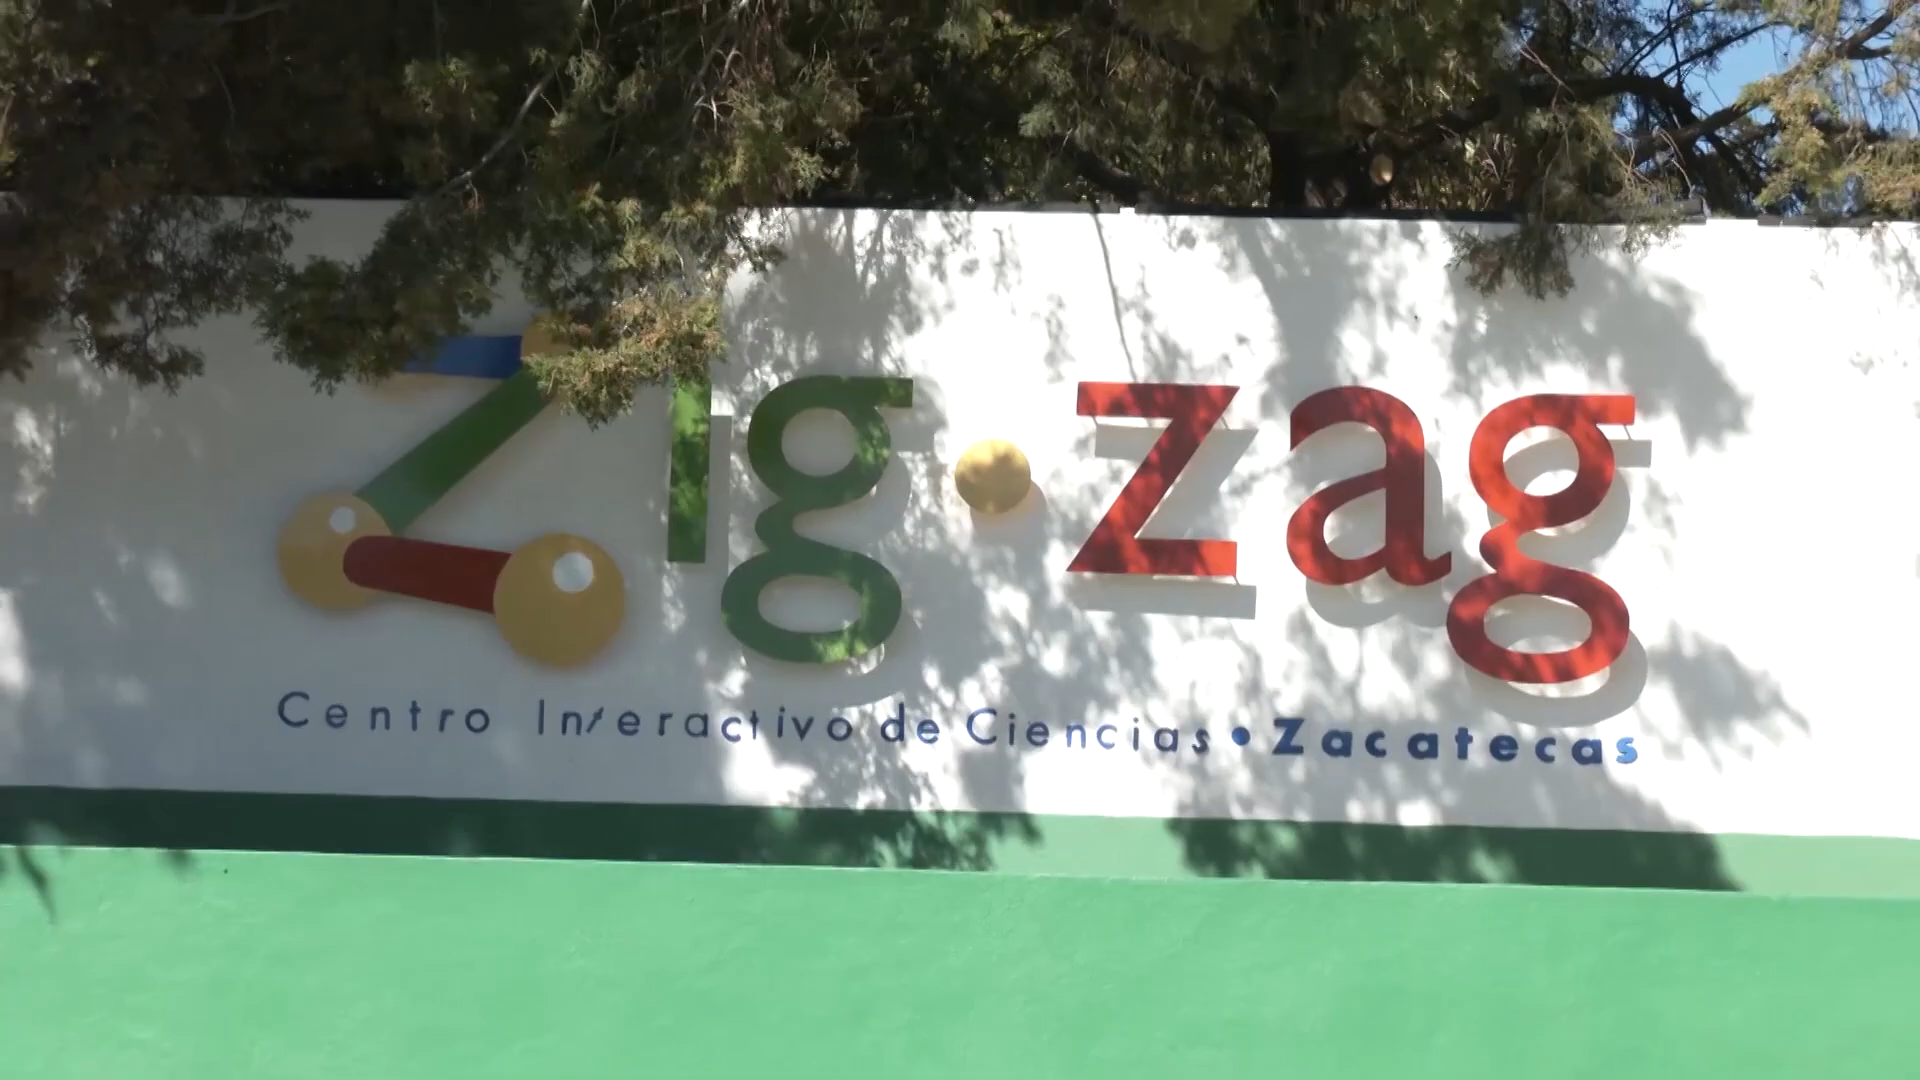 Zig•zag
Centro Interactivo de Ciencias • Zacatecas